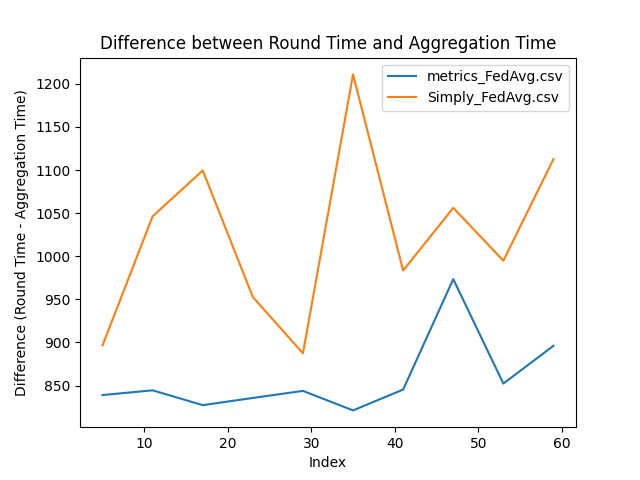 Difference between Round Time and Aggregation Time
metrics_FedAvg.csv
Simply_FedAvg.csv
Difference (Round Time - Aggregation Time)
1200
1150
1100
1050
1000
950
900
850
10 20 30 40 50 60
Index